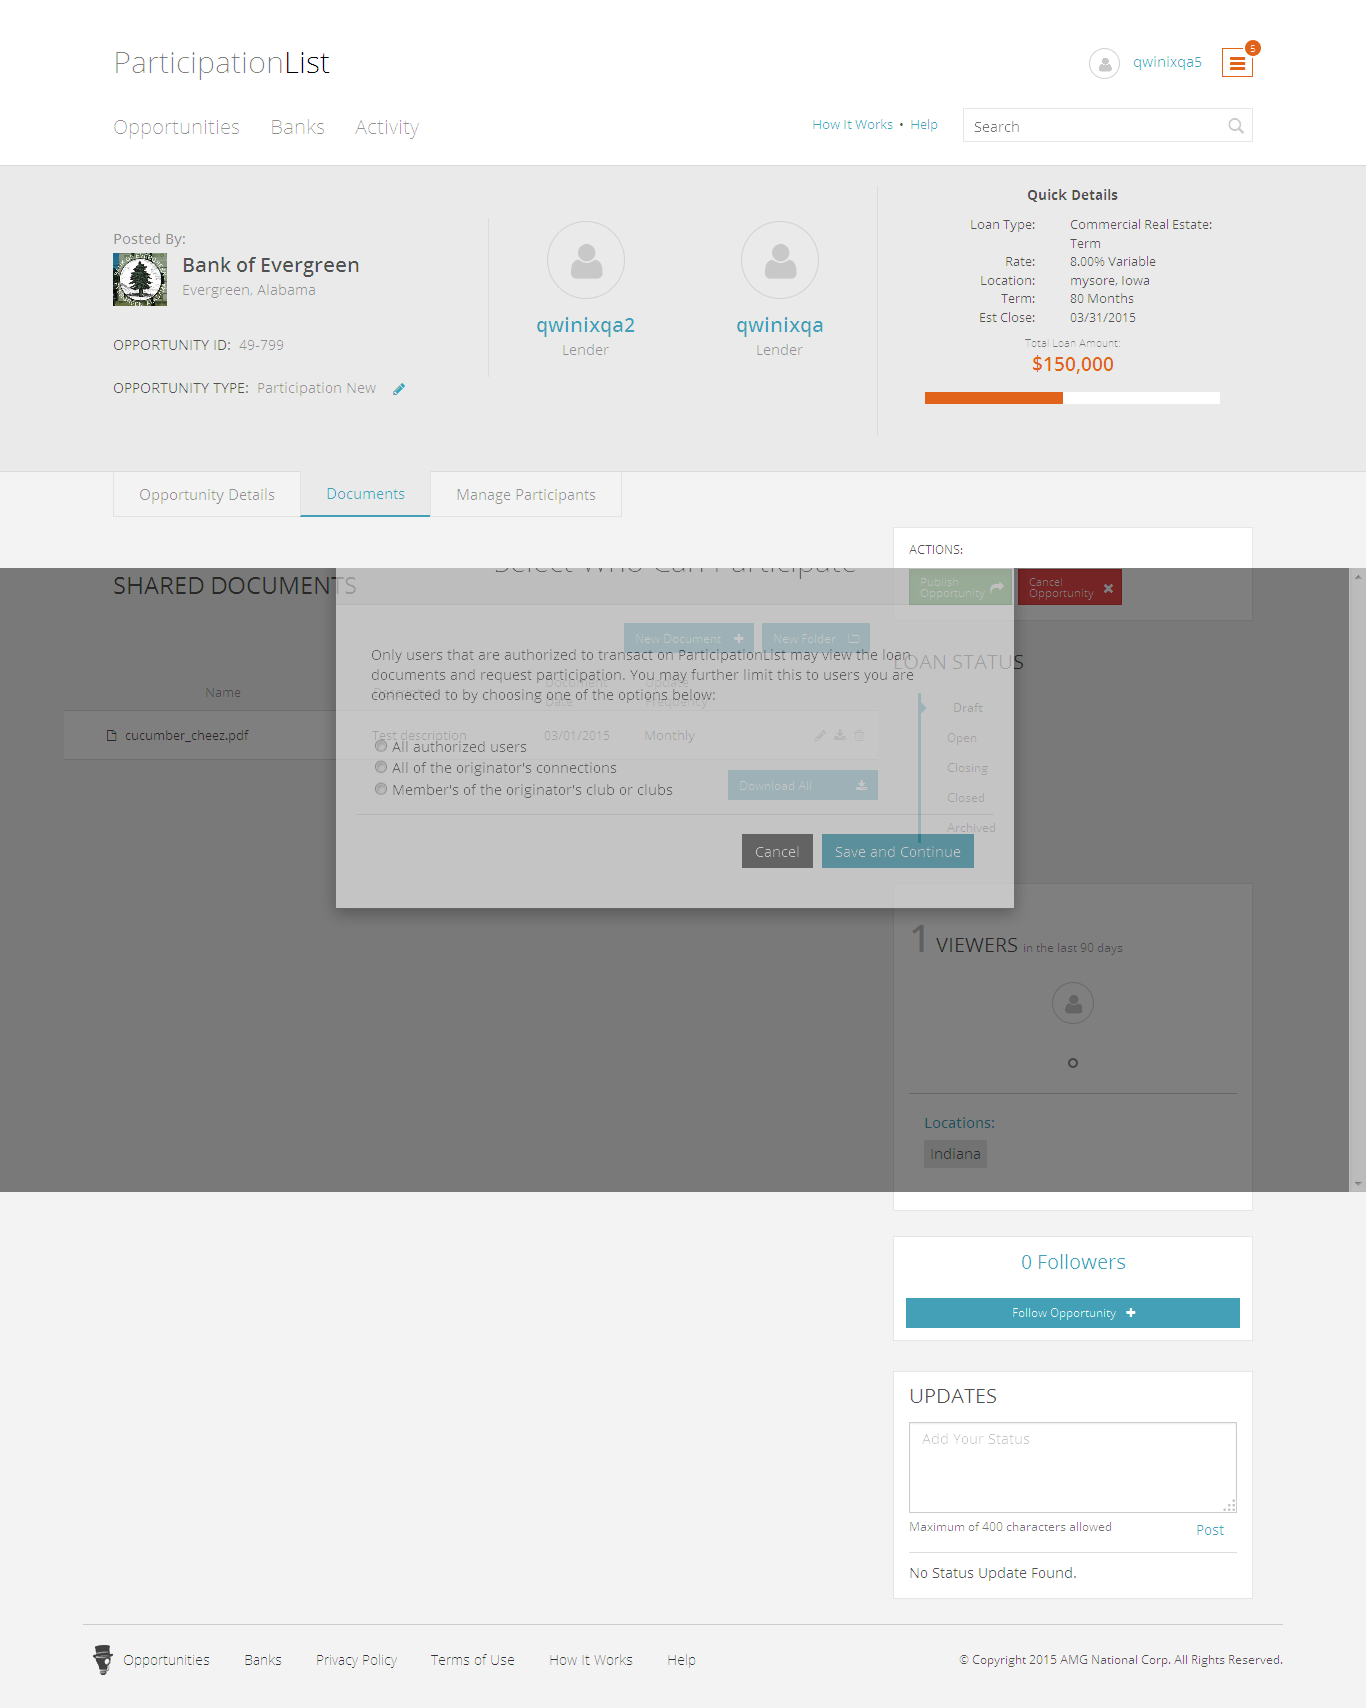 ParticipationList
qwinixqa5
5
Opportunities Banks Activity
How It Works • Help
Search
Posted By:
Bank of Evergreen
Evergreen, Alabama
OPPORTUNITY ID: 49-799
OPPORTUNITY TYPE: Participation New
qwinixqa2
Lender
qwinixqa
Lender
Quick Details
Loan Type: Commercial Real Estate:
Term
Rate: 8.00% Variable
Location: mysore, Iowa
Term: 80 Months
Est Close: 03/31/2015
Total Loan Amount:
$150,000
Opportunity Details
Documents
Manage Participants
ACTIONS:
Publish
Opportunity
Cancel
Opportunity
SHARED DOCUMENTS
Select Who Can Participate
New Document
New Folder
Only users that are authorized to transact on ParticipationList may view the loan
documents and request participation. You may further limit this to users you are
connected to by choosing one of the options below:
Name
Document
Date
Update
Frequency
cucumber_cheez.pdf
Test description
03/01/2015
Monthly
All authorized users
All of the originator's connections
Member's of the originator's club or clubs
Download All
Cancel
Save and Continue
LOAN STATUS
Draft
Open
Closing
Closed
Archived
1 VIEWERS in the last 90 days
Locations:
Indiana
0 Followers
Follow Opportunity
UPDATES
Add Your Status
Maximum of 400 characters allowed
Post
No Status Update Found.
Opportunities Banks Privacy Policy Terms of Use How It Works Help
© Copyright 2015 AMG National Corp. All Rights Reserved.